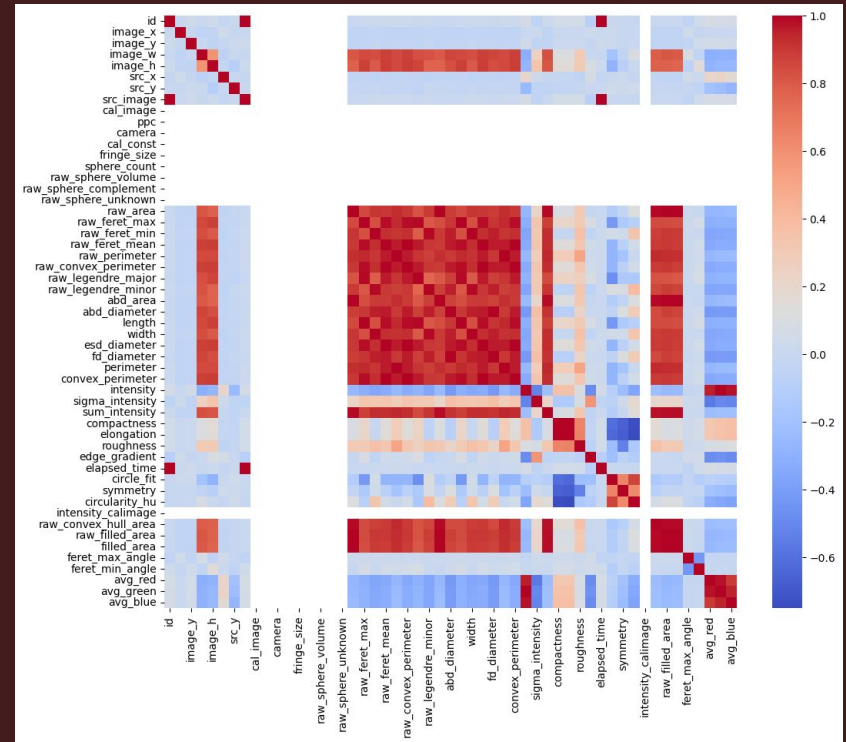 id
image_x
image_y
image_w
image_h
src_x
src_y
src_image
cal_image
ppc
camera
cal_const
fringe_size
sphere_count
raw_sphere_volume
raw_sphere_complement
raw_sphere_unknown
raw_area
raw_feret_max
raw_feret_min
raw_feret_mean
raw_perimeter
raw_convex_perimeter
raw_legendre_major
raw_legendre_minor
abd_area
abd_diameter
length
width
esd_diameter
fd_diameter
perimeter
convex_perimeter
intensity
sigma_intensity
sum_intensity
compactness
elongation
roughness
edge_gradient
elapsed_time
circle_fit
symmetry
circularity_hu
intensity_calimage
raw_convex_hull_area
raw_filled_area
filled_area
feret_max_angle
feret_min_angle
avg_red
avg_green
avg_blue
id
image_y
image_h
src_y
cal_image
camera
fringe_size
raw_sphere_volume
raw_sphere_unknown
raw_feret_max
raw_feret_mean
raw_convex_perimeter
raw_legendre_minor
abd_diameter
width
fd_diameter
convex_perimeter
sigma_intensity
compactness
roughness
elapsed_time
symmetry
intensity_calimage
raw_filled_area
feret_max_angle
avg_red
avg_blue
1.0
0.8
0.6
0.4
0.2
0.0
−0.2
−0.4
−0.6